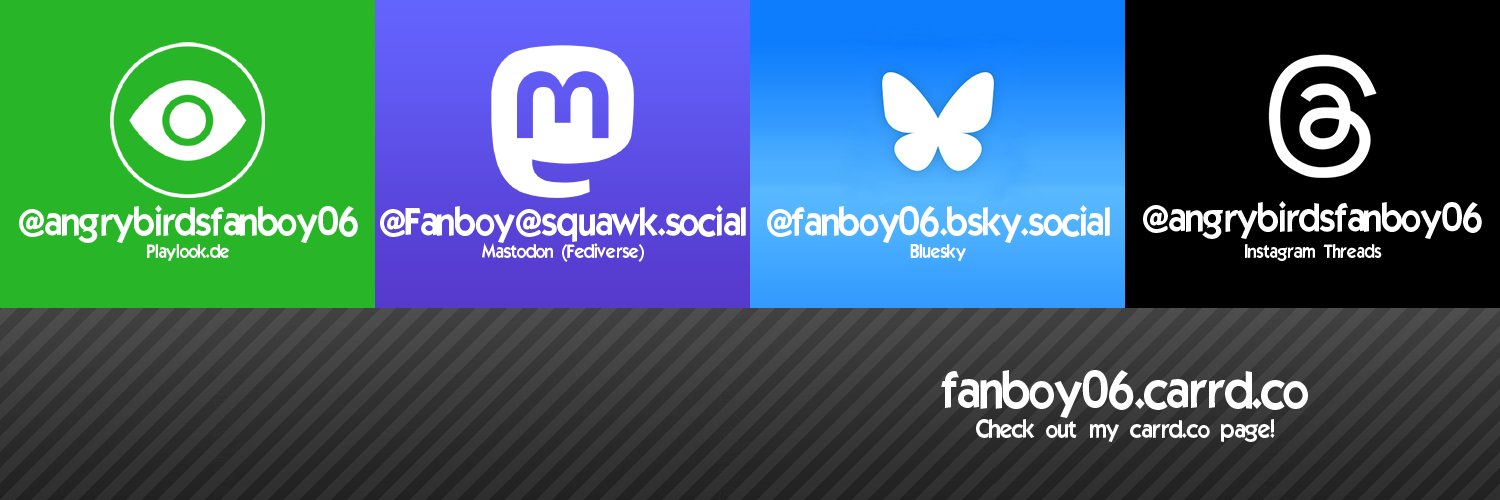 @angrybirdsfanboy06
Playlook.de
@Fanboy@squawk.social
Mastodon (Fediverse)
@fanboy06.bsky.social
Bluesky
@angrybirdsfanboy06
Instagram Threads
fanboy06.carrd.co
Check out my carrd.co page!